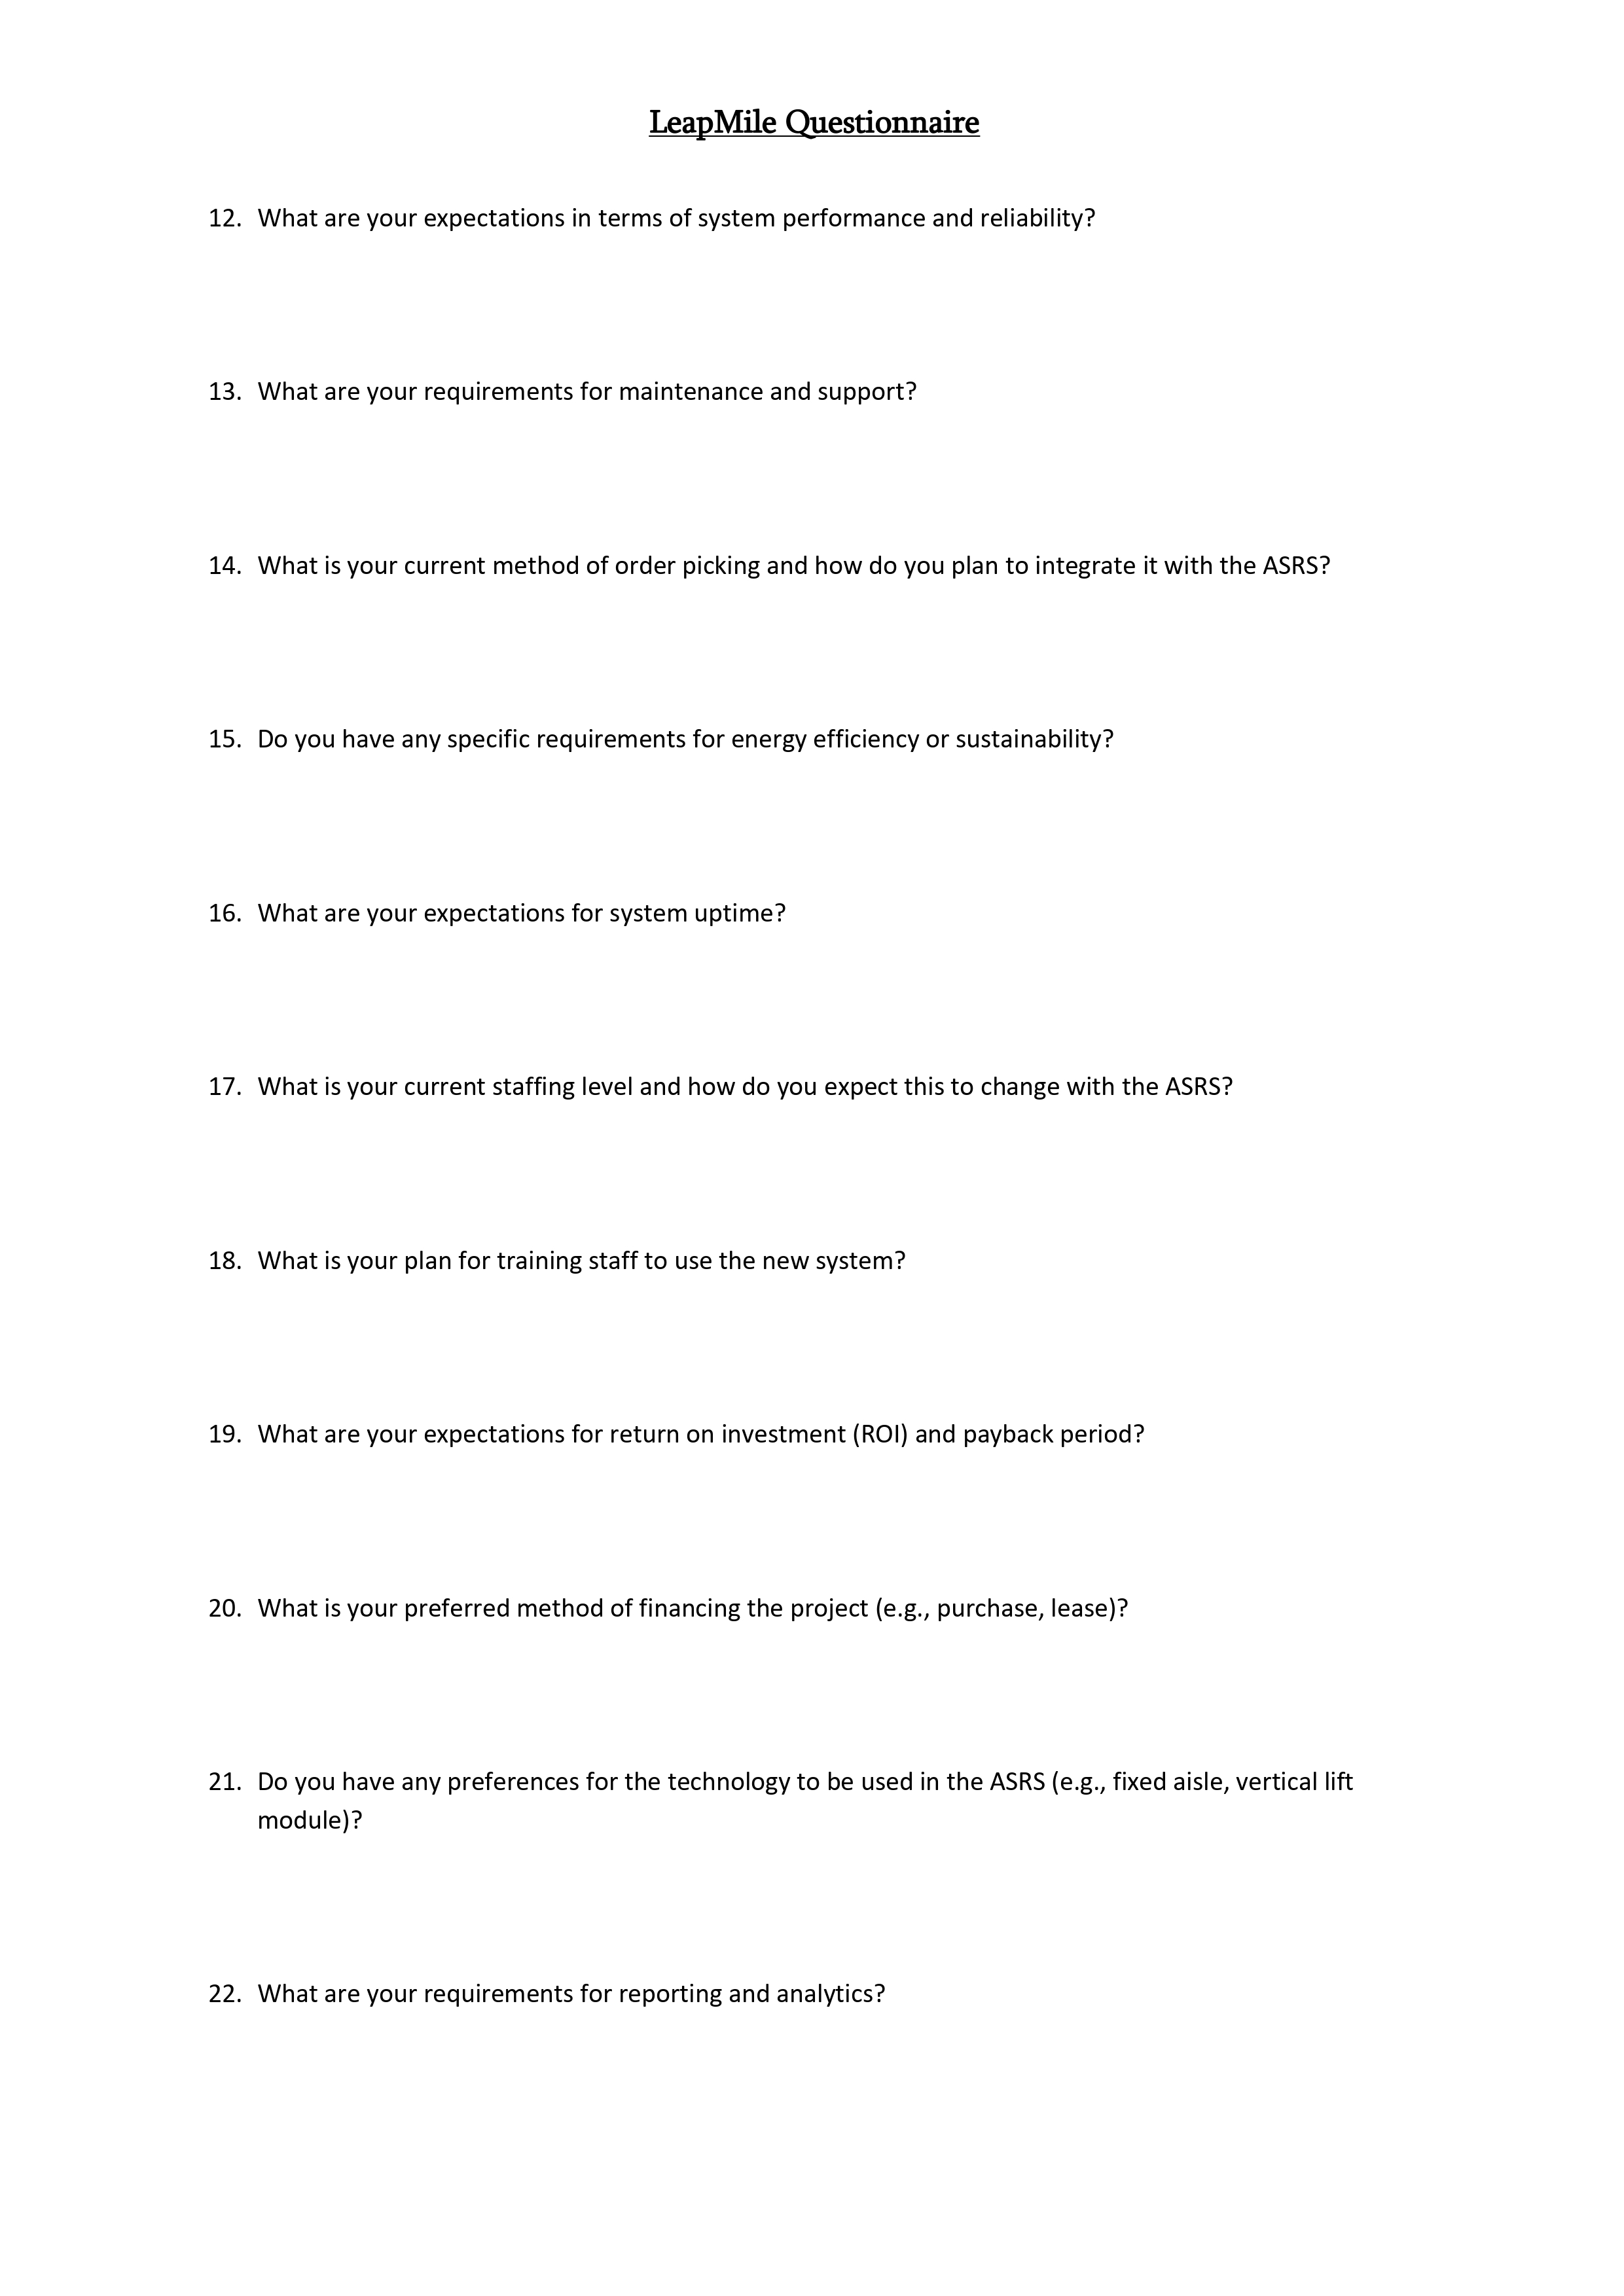 LeapMile Questionnaire
12. What are your expectations in terms of system performance and reliability?
13. What are your requirements for maintenance and support?
14. What is your current method of order picking and how do you plan to integrate it with the ASRS?
15. Do you have any specific requirements for energy efficiency or sustainability?
16. What are your expectations for system uptime?
17. What is your current staffing level and how do you expect this to change with the ASRS?
18. What is your plan for training staff to use the new system?
19. What are your expectations for return on investment (ROI) and payback period?
20. What is your preferred method of financing the project (e.g., purchase, lease)?
21. Do you have any preferences for the technology to be used in the ASRS (e.g., fixed aisle, vertical lift
module)?
22. What are your requirements for reporting and analytics?